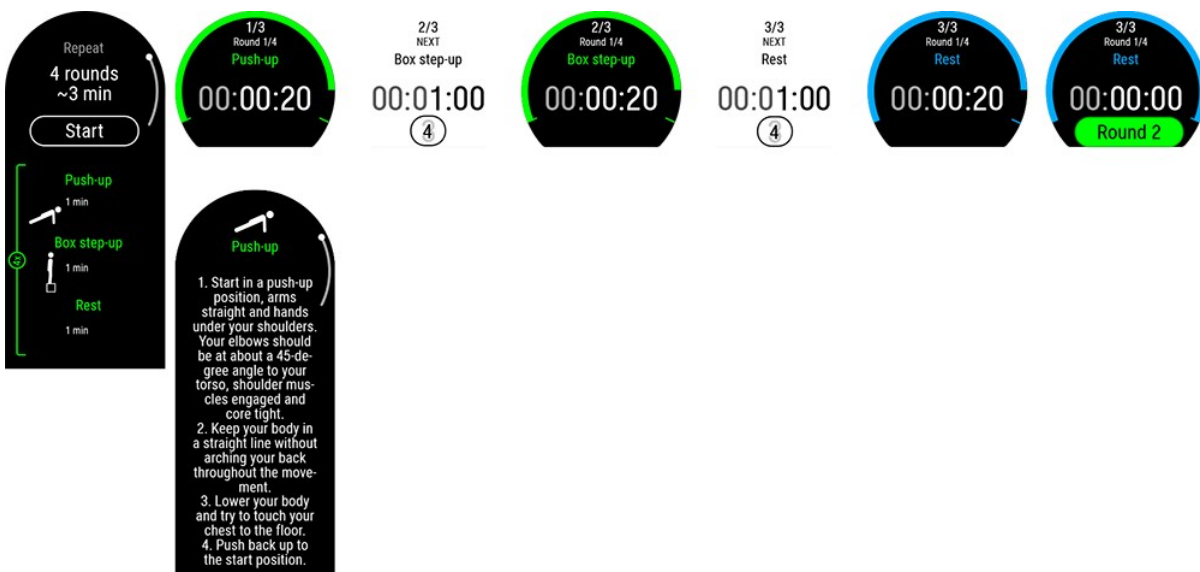 Repeat
4 rounds
~3 min
Start
Push-up
1 min
Box step-up
1 min
Rest
1 min
4x
1/3
Round 1/4
Push-up
00:00:20
2/3
NEXT
Box step-up
00:01:00
4
2/3
Round 1/4
Box step-up
00:00:20
3/3
NEXT
Rest
00:01:00
4
3/3
Round 1/4
Rest
00:00:20
3/3
Round 1/4
Rest
00:00:00
Round 2
Push-up
1. Start in a push-up
position, arms
straight and hands
under your shoulders.
Your elbows should
be at about a 45-de-
gree angle to your
torso, shoulder mus-
cles engaged and
core tight.
2. Keep your body in
a straight line without
arching your back
throughout the move-
ment.
3. Lower your body
and try to touch your
chest to the floor.
4. Push back up to
the start position.